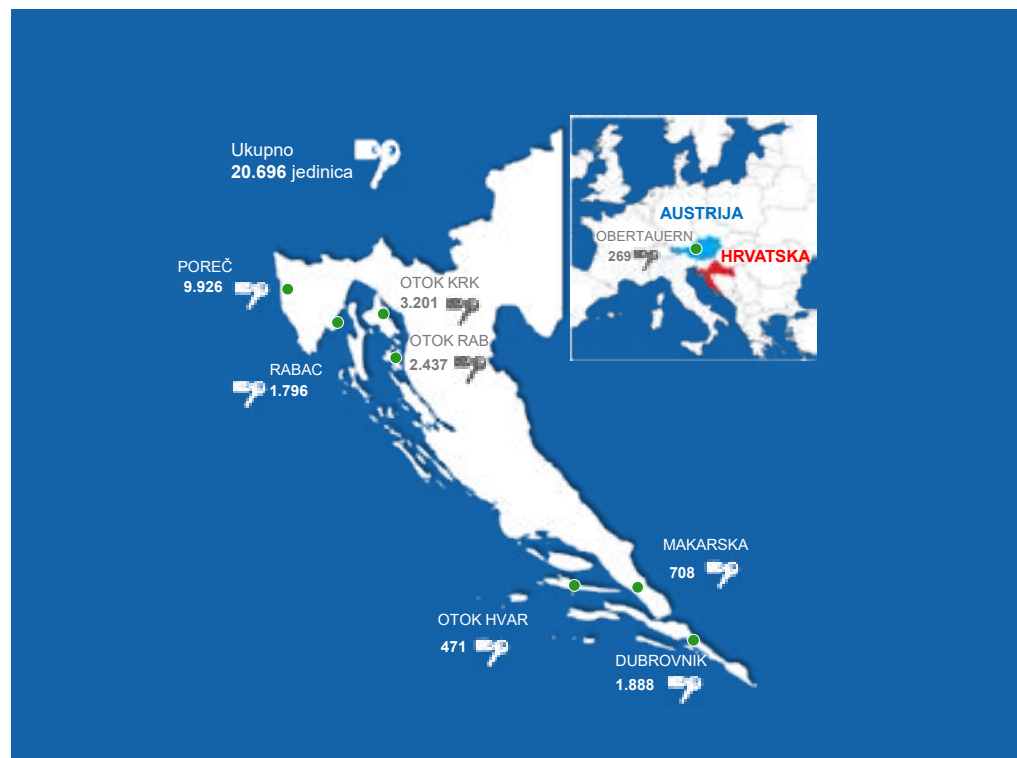 Ukupno
20.696 jedinica
AUSTRIJA
OBERTAUERN
269
HRVATSKA
POREČ
9.926
OTOK KRK
3.201
OTOK RAB
2.437
RABAC
1.796
MAKARSKA
708
OTOK HVAR
471
DUBROVNIK
1.888